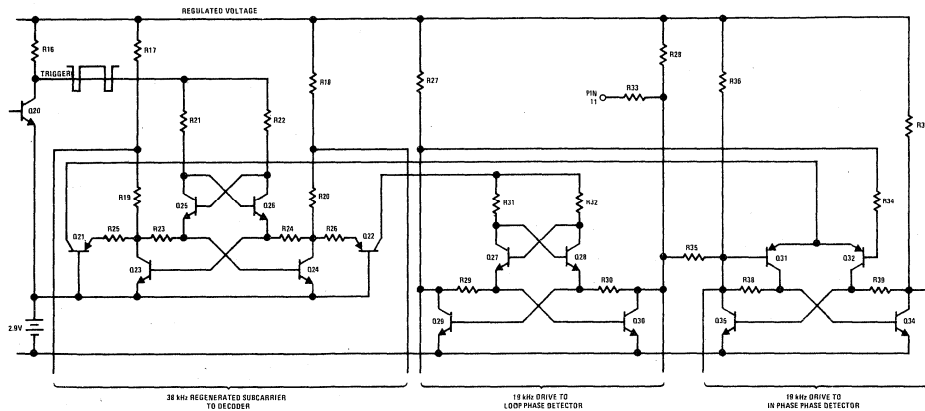 REGULATED VOLTAGE
R16
R17
R18
R27
R28
R36
TRIGGER
PIN
11
R33
Q20
R21
R22
R3
R19
R20
R31
RJ2
R34
Q25
Q26
Q21
R25
R23
R24
R26
Q22
Q27
Q28
R35
Q31
Q32
Q23
Q24
R29
R30
R38
R39
2.9V
Q29
Q30
Q35
Q34
38 kHz REGENERATED SUBCARRIER
TO DECODER
19 kHz DRIVE TO
LOOP PHASE DETECTOR
19 kHz DRIVE TO
IN PHASE PHASE DETECTOR